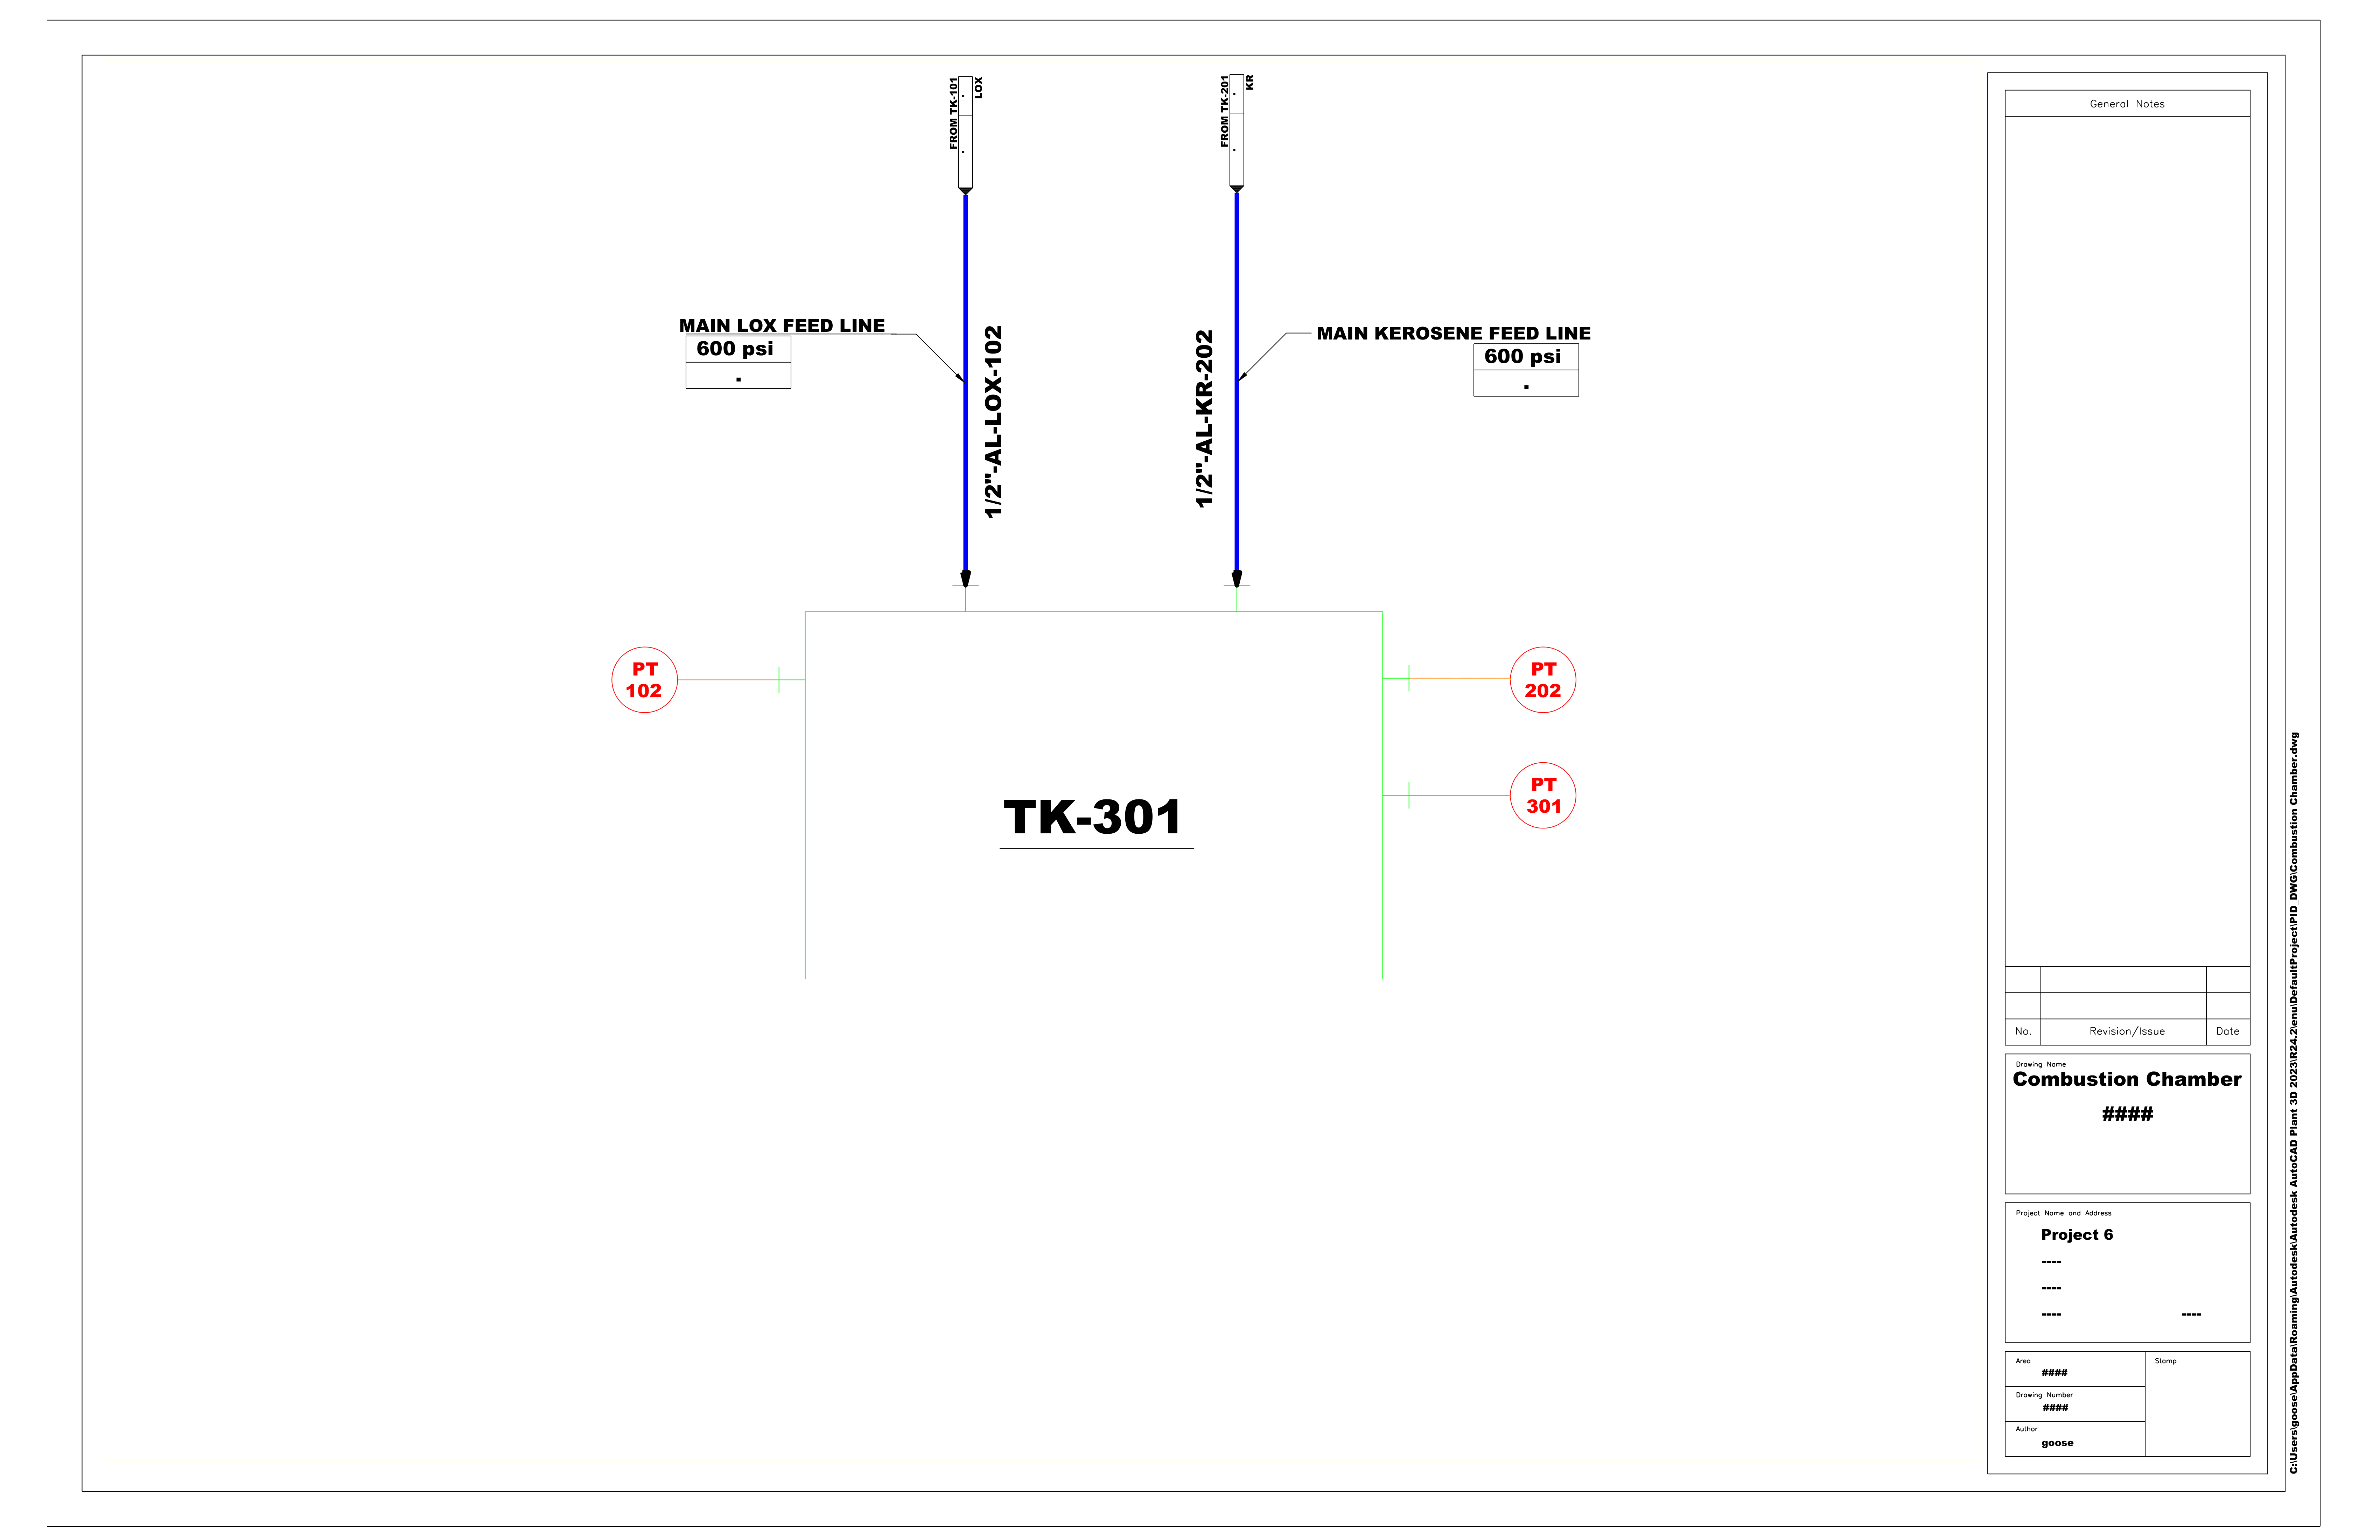 FROM TK-101
LOX
FROM TK-201
KR
MAIN LOX FEED LINE
600 psi
.
1/2"-AL-LOX-102
1/2"-AL-KR-202
MAIN KEROSENE FEED LINE
600 psi
.
PT
102
PT
202
PT
301
TK-301
General Notes
No.
Revision/Issue
Date
Drawing Name
Combustion Chamber
####
Project Name and Address
Project 6
----
----
---- ----
Area
####
Stamp
Drawing Number
####
Author
goose
C:\Users\goose\AppData\Roaming\Autodesk\Autodesk AutoCAD Plant 3D 2023\R24.2\enu\DefaultProject\PID_DWG\Combustion Chamber.dwg